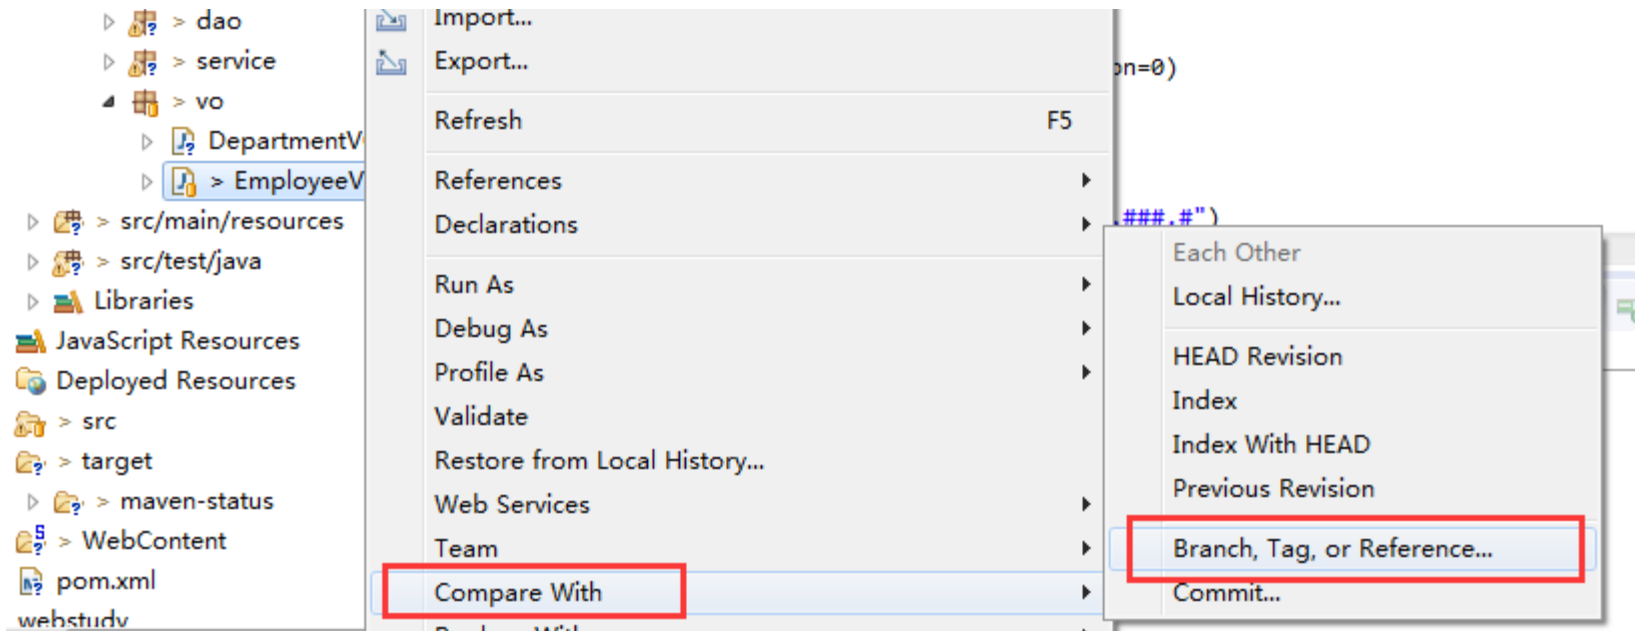 > dao
> service
> vo
DepartmentV
> EmployeeV
> src/main/resources
> src/test/java
Libraries
JavaScript Resources
Deployed Resources
> src
> target
> maven-status
> WebContent
pom.xml
webstudy
Import...
Export...
Refresh F5
References
Declarations
Run As
Debug As
Profile As
Validate
Restore from Local History...
Web Services
Team
Compare With
on=0)
.###.#")
Each Other
Local History...
HEAD Revision
Index
Index With HEAD
Previous Revision
Branch, Tag, or Reference...
Commit...